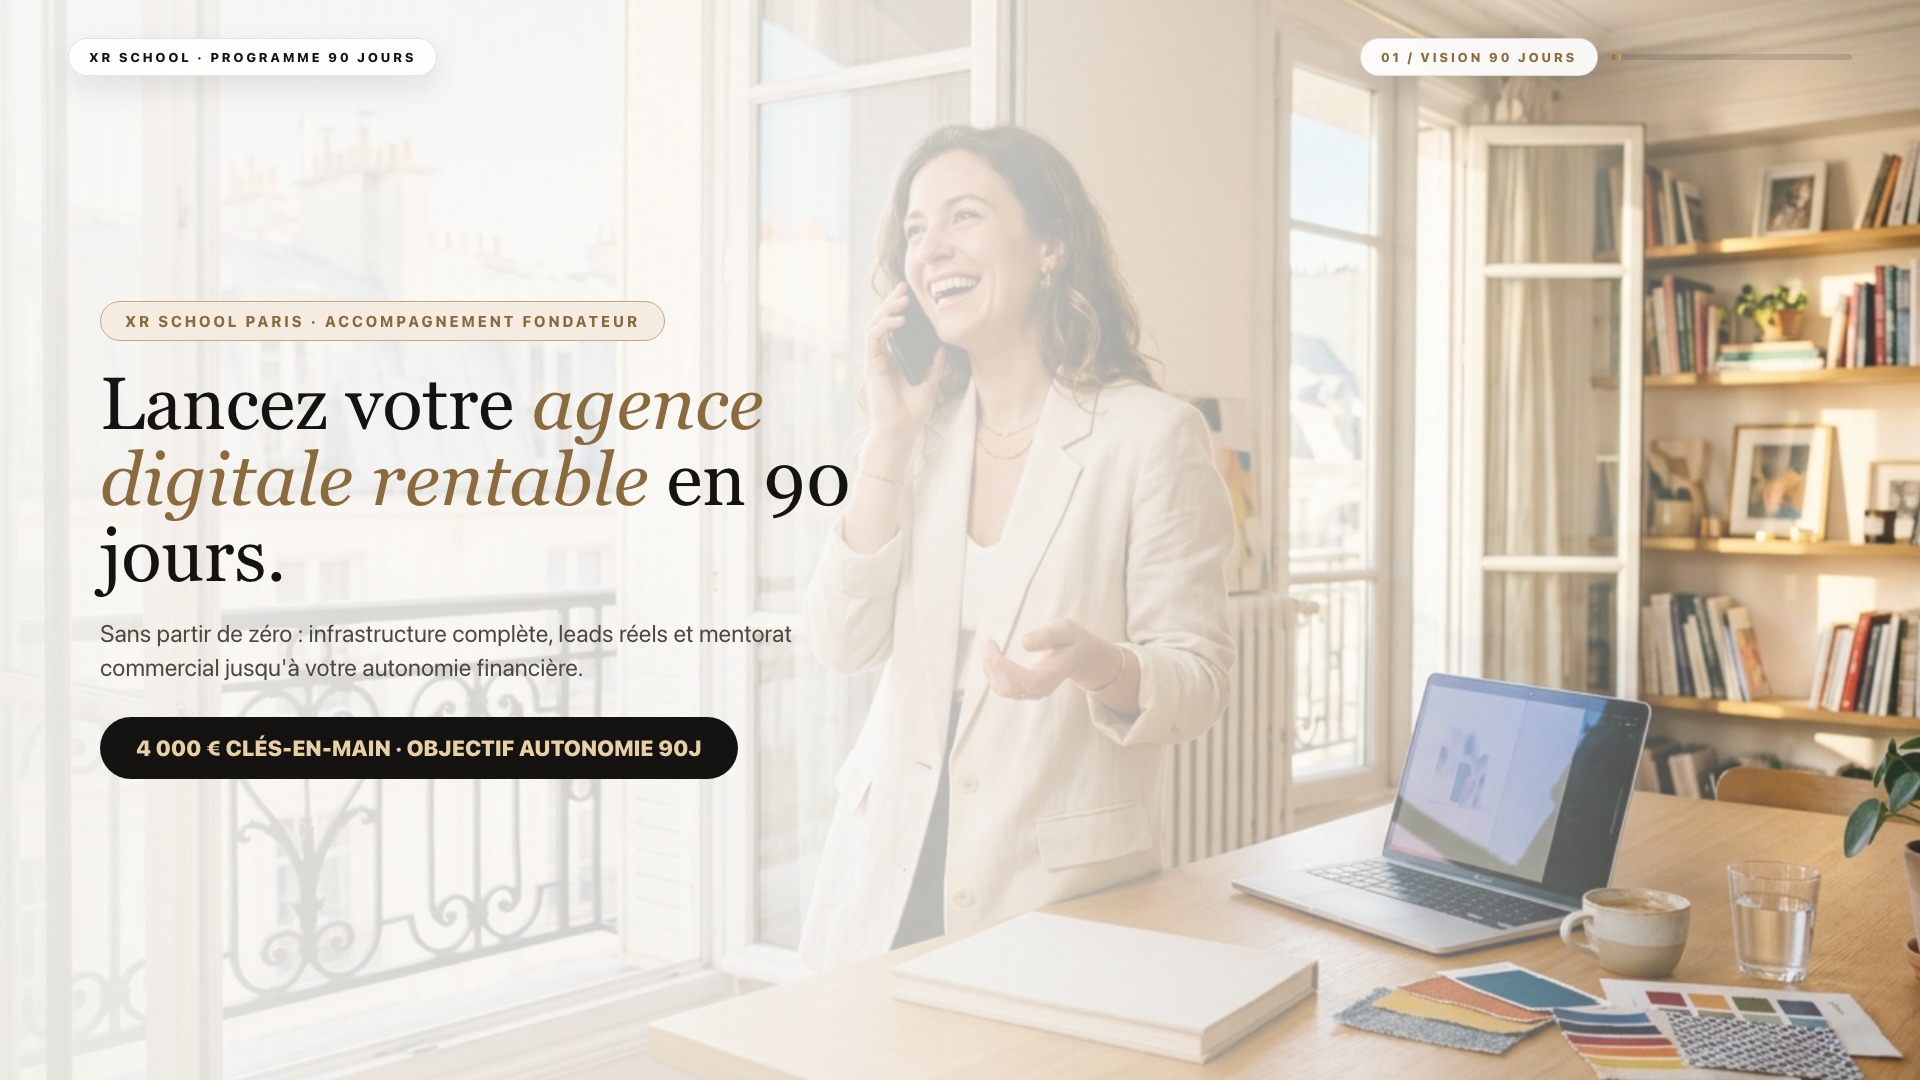 XR SCHOOL · PROGRAMME 90 JOURS
01 / VISION 90 JOURS
XR SCHOOL PARIS · ACCOMPAGNEMENT FONDATEUR
Lancez votre agence
digitale rentable en 90
jours.
Sans partir de zéro : infrastructure complète, leads réels et mentorat
commercial jusqu'à votre autonomie financière.
4 000 € CLÉS-EN-MAIN · OBJECTIF AUTONOMIE 90J